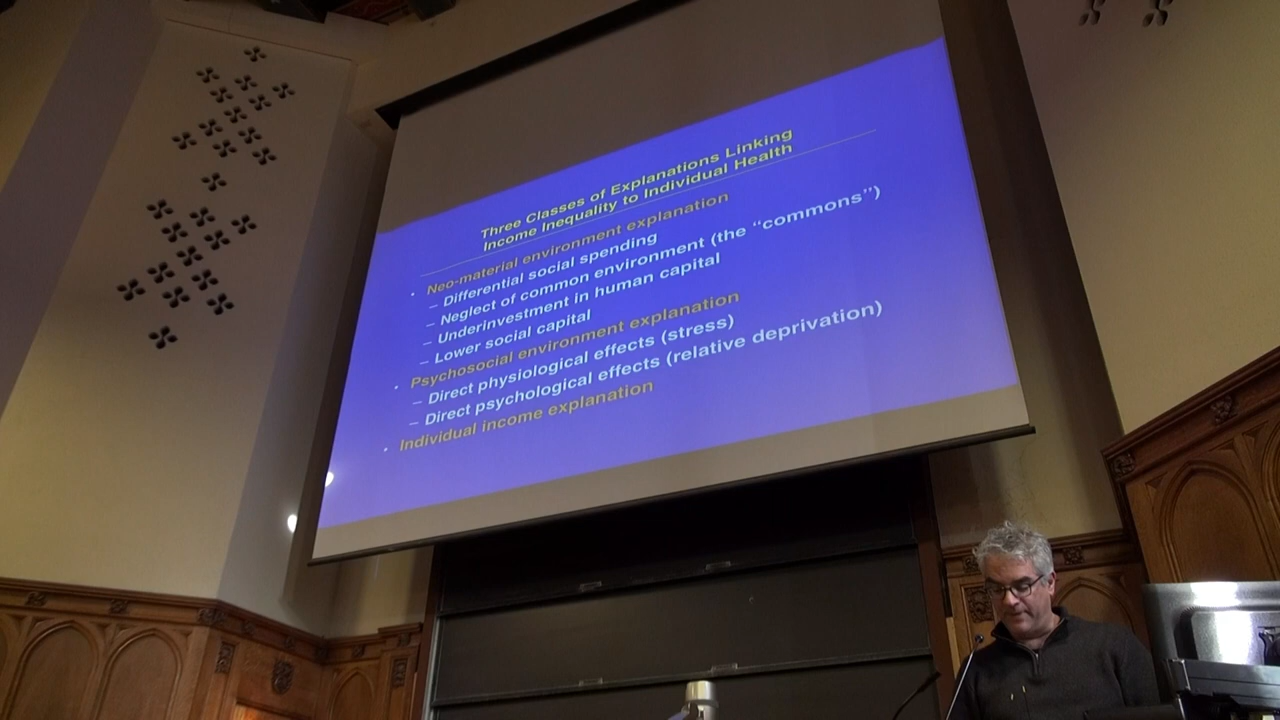 Three Classes of Explanations Linking
Income Inequality to Individual Health
• Neo-material environment explanation
– Differential social spending
– Neglect of common environment (the “commons”)
– Underinvestment in human capital
– Lower social capital
• Psychosocial environment explanation
– Direct physiological effects (stress)
– Direct psychological effects (relative deprivation)
• Individual income explanation